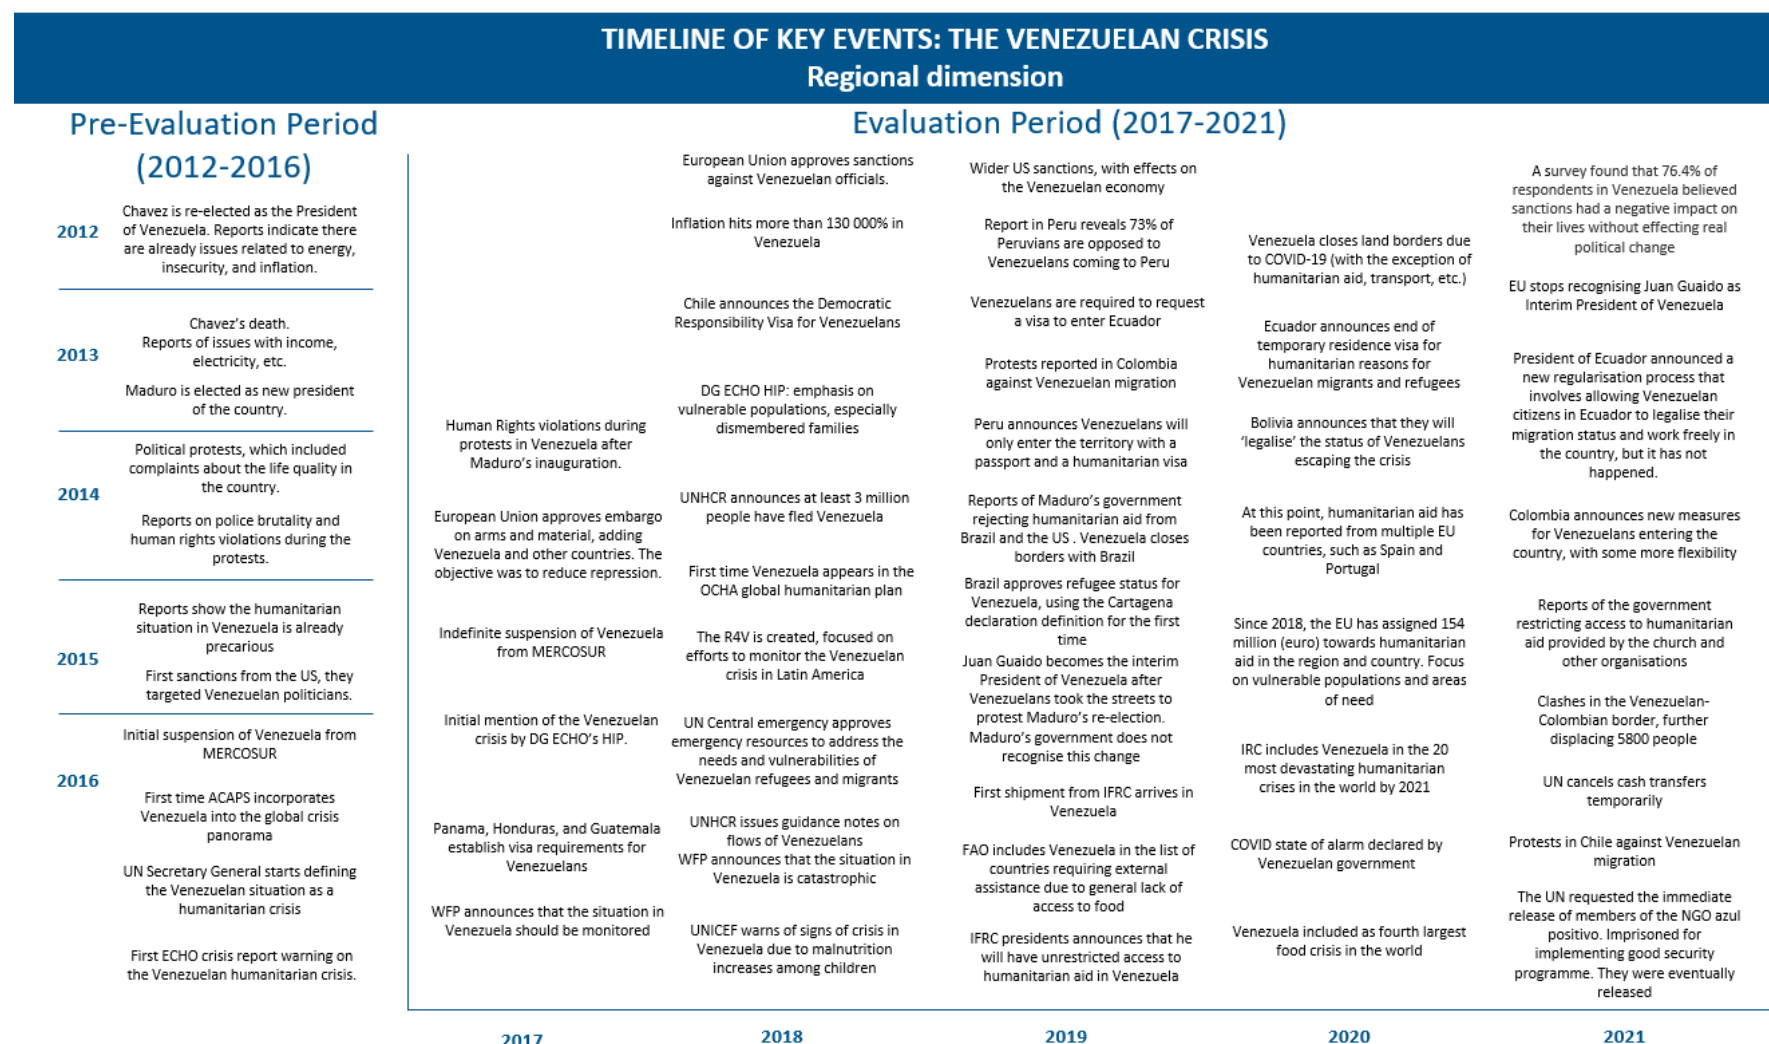 TIMELINE OF KEY EVENTS: THE VENEZUELAN CRISIS
Regional dimension
Pre-Evaluation Period
(2012-2016)
2012
Chavez is re-elected as the President
of Venezuela. Reports indicate there
are already issues related to energy,
insecurity, and inflation.
2013
Chavez's death.
Reports of issues with income,
electricity, etc.
Maduro is elected as new president
of the country.
2014
Political protests, which included
complaints about the life quality in
the country.
Reports on police brutality and
human rights violations during the
protests.
2015
Reports show the humanitarian
situation in Venezuela is already
precarious
First sanctions from the US, they
targeted Venezuelan politicians.
2016
Initial suspension of Venezuela from
MERCOSUR
First time ACAPS incorporates
Venezuela into the global crisis
panorama
UN Secretary General starts defining
the Venezuelan situation as a
humanitarian crisis
First ECHO crisis report warning on
the Venezuelan humanitarian crisis.
Evaluation Period (2017-2021)
Human Rights violations during
protests in Venezuela after
Maduro's inauguration.
European Union approves embargo
on arms and material, adding
Venezuela and other countries. The
objective was to reduce repression.
Indefinite suspension of Venezuela
from MERCOSUR
Initial mention of the Venezuelan
crisis by DG ECHO's HIP.
Panama, Honduras, and Guatemala
establish visa requirements for
Venezuelans
WFP announces that the situation in
Venezuela should be monitored
2017
European Union approves sanctions
against Venezuelan officials.
Inflation hits more than 130 000% in
Venezuela
Chile announces the Democratic
Responsibility Visa for Venezuelans
DG ECHO HIP: emphasis on
vulnerable populations, especially
dismembered families
UNHCR announces at least 3 million
people have fled Venezuela
First time Venezuela appears in the
OCHA global humanitarian plan
The R4V is created, focused on
efforts to monitor the Venezuelan
crisis in Latin America
UN Central emergency approves
emergency resources to address the
needs and vulnerabilities of
Venezuelan refugees and migrants
UNHCR issues guidance notes on
flows of Venezuelans
WFP announces that the situation in
Venezuela is catastrophic
UNICEF warns of signs of crisis in
Venezuela due to malnutrition
increases among children
2018
Wider US sanctions, with effects on
the Venezuelan economy
Report in Peru reveals 73% of
Peruvians are opposed to
Venezuelans coming to Peru
Venezuelans are required to request
a visa to enter Ecuador
Protests reported in Colombia
against Venezuelan migration
Peru announces Venezuelans will
only enter the territory with a
passport and a humanitarian visa
Reports of Maduro's government
rejecting humanitarian aid from
Brazil and the US . Venezuela closes
borders with Brazil
Brazil approves refugee status for
Venezuela, using the Cartagena
declaration definition for the first
time
Juan Guaido becomes the interim
President of Venezuela after
Venezuelans took the streets to
protest Maduro's re-election.
Maduro's government does not
recognise this change
First shipment from IFRC arrives in
Venezuela
FAO includes Venezuela in the list of
countries requiring external
assistance due to general lack of
access to food
IFRC presidents announces that he
will have unrestricted access to
humanitarian aid in Venezuela
2019
Venezuela closes land borders due
to COVID-19 (with the exception of
humanitarian aid, transport, etc.)
Ecuador announces end of
temporary residence visa for
humanitarian reasons for
Venezuelan migrants and refugees
Bolivia announces that they will
'legalise' the status of Venezuelans
escaping the crisis
At this point, humanitarian aid has
been reported from multiple EU
countries, such as Spain and
Portugal
Since 2018, the EU has assigned 154
million (euro) towards humanitarian
aid in the region and country. Focus
on vulnerable populations and areas
of need
IRC includes Venezuela in the 20
most devastating humanitarian
crises in the world by 2021
COVID state of alarm declared by
Venezuelan government
Venezuela included as fourth largest
food crisis in the world
2020
A survey found that 76.4% of
respondents in Venezuela believed
sanctions had a negative impact on
their lives without effecting real
political change
EU stops recognising Juan Guaido as
Interim President of Venezuela
President of Ecuador announced a
new regularisation process that
involves allowing Venezuelan
citizens in Ecuador to legalise their
migration status and work freely in
the country, but it has not
happened.
Colombia announces new measures
for Venezuelans entering the
country, with some more flexibility
Reports of the government
restricting access to humanitarian
aid provided by the church and
other organisations
Clashes in the Venezuelan-
Colombian border, further
displacing 5800 people
UN cancels cash transfers
temporarily
Protests in Chile against Venezuelan
migration
The UN requested the immediate
release of members of the NGO azul
positivo. Imprisoned for
implementing good security
programme. They were eventually
released
2021